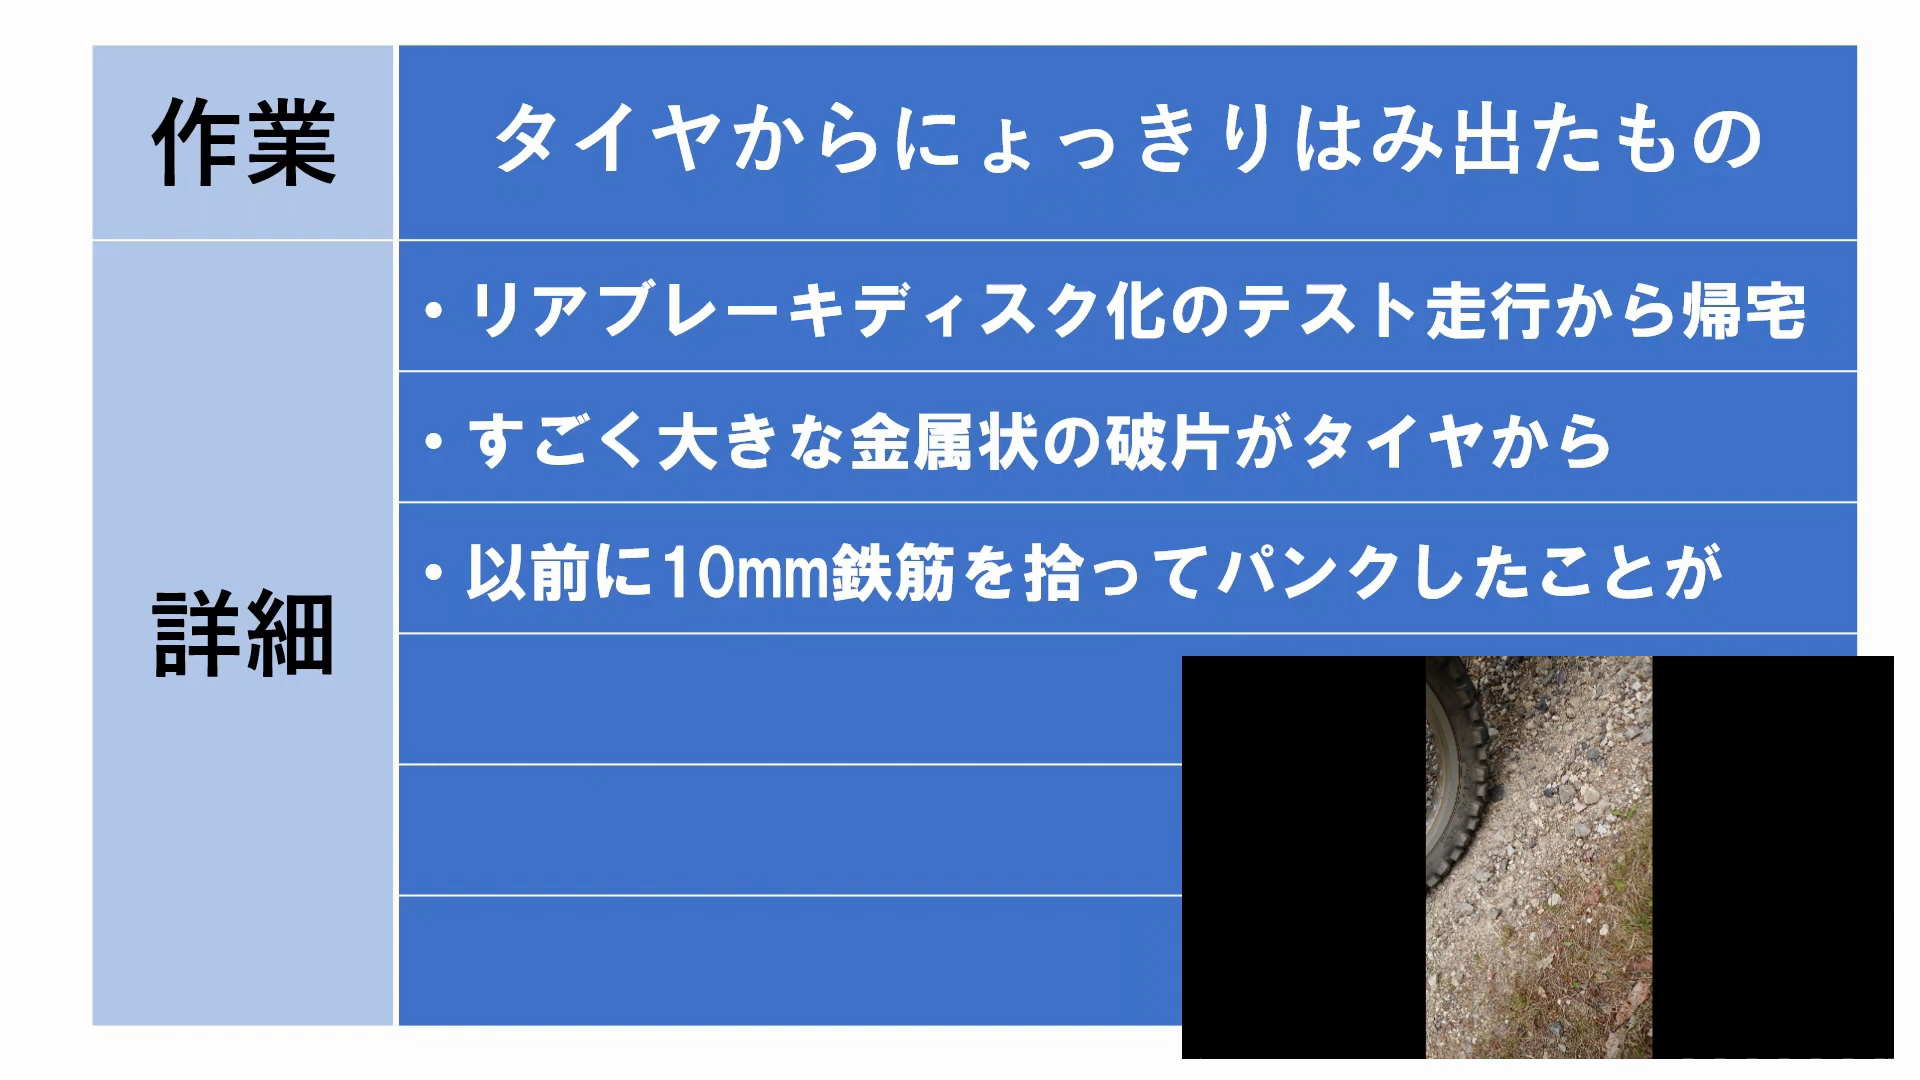 作業
タイヤからにょっきりはみ出たもの
詳細
・リアブレーキディスク化のテスト走行から帰宅
・すごく大きな金属状の破片がタイヤから
・以前に10mm鉄筋を拾ってパンクしたことが